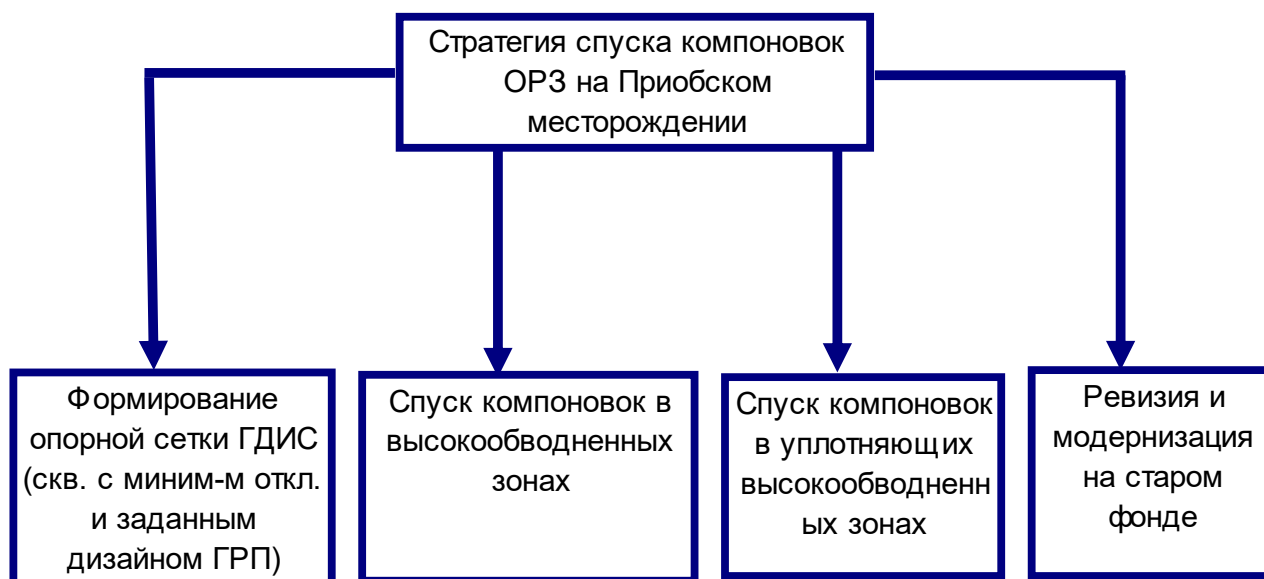 Стратегия спуска компоновок
ОРЗ на Приобском
месторождении
Формирование
опорной сетки ГДИС
(скв. с миним-м откл.
и заданным
дизайном ГРП)
Спуск компоновок в
высокообводненных
зонах
Спуск компоновок
в уплотняющих
высокообводненн
ых зонах
Ревизия и
модернизация
на старом
фонде